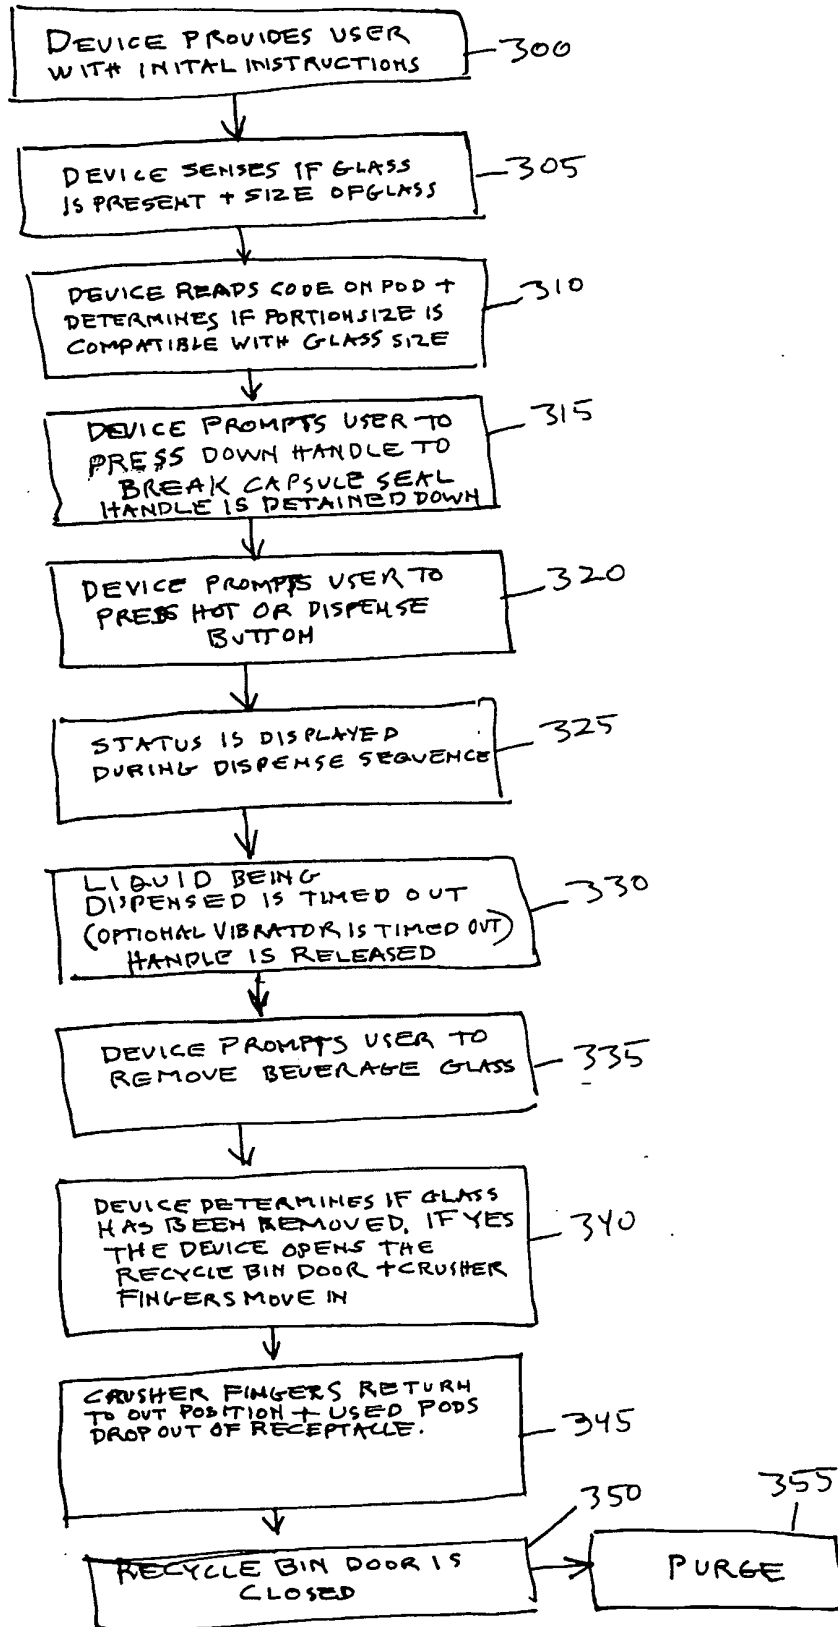 DEVICE PROVIDES USER
WITH INITAL INSTRUCTIONS
300
DEVICE SENSES IF GLASS
IS PRESENT + SIZE OF GLASS
305
DEVICE READS CODE ON POD +
DETERMINES IF PORTION SIZE IS
COMPATIBLE WITH GLASS SIZE
310
DEVICE PROMPTS USER TO
PRESS DOWN HANDLE TO
BREAK CAPSULE SEAL
HANDLE IS DETAINED DOWN
315
DEVICE PROMPTS USER TO
PRESS HOT OR DISPENSE
BUTTON
320
STATUS IS DISPLAYED
DURING DISPENSE SEQUENCE
325
LIQUID BEING
DISPENSED IS TIMED OUT
(OPTIONAL VIBRATOR IS TIMED OUT)
HANDLE IS RELEASED
330
DEVICE PROMPTS USER TO
REMOVE BEVERAGE GLASS
335
DEVICE DETERMINES IF GLASS
HAS BEEN REMOVED. IF YES
THE DEVICE OPENS THE
RECYCLE BIN DOOR + CRUSHER
FINGERS MOVE IN
340
CRUSHER FINGERS RETURN
TO OUT POSITION + USED PODS
DROP OUT OF RECEPTACLE.
345
RECYCLE BIN DOOR IS
CLOSED
350
PURGE
355